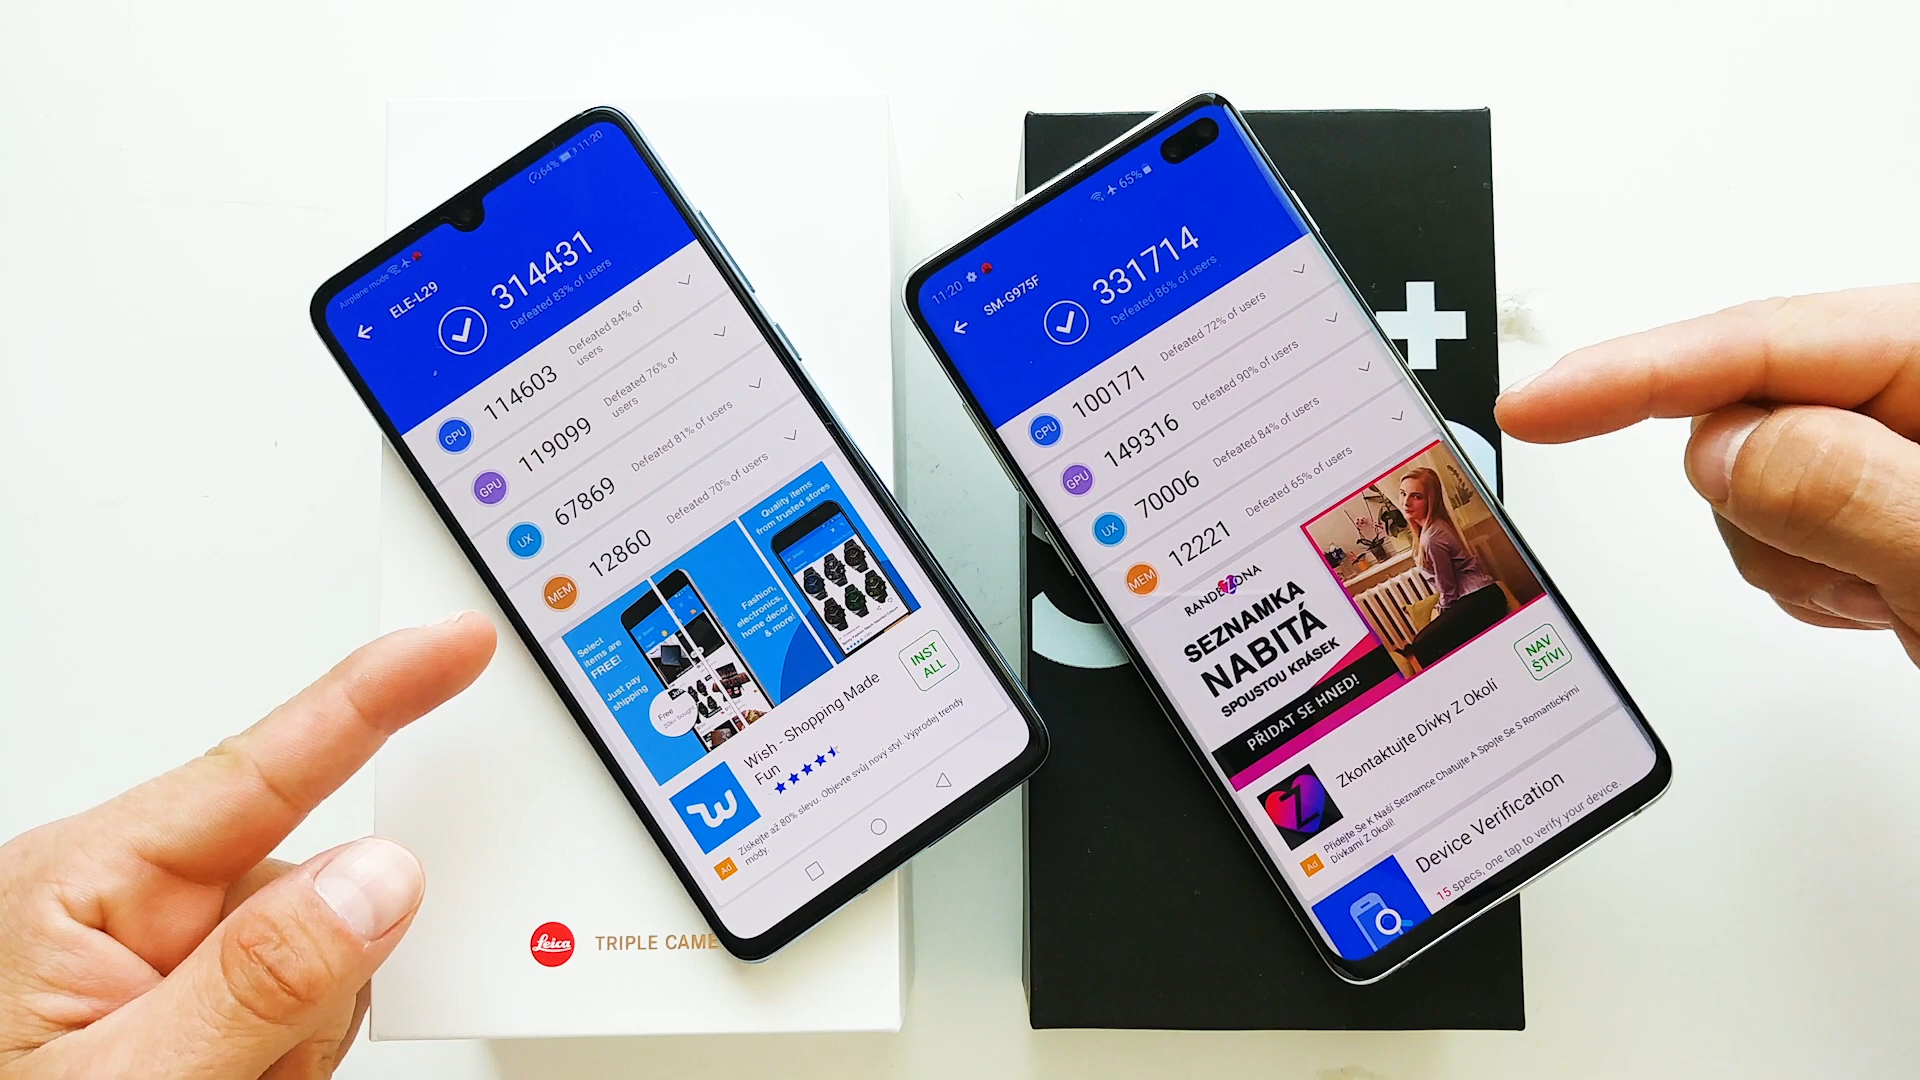 Airplane mode
64% 11:20
ELE-L29
314431
Defeated 83% of users
CPU 114603 Defeated 84% of
users
GPU 119099 Defeated 76% of
users
UX 67869 Defeated 81% of users
MEM 12860 Defeated 70% of users
Select
items are
FREE!
Just pay
shipping
Free
Fashion,
electronics,
home decor
& more!
Quality items
from trusted stores
Wish - Shopping Made
Fun
INST
ALL
Získejte až 80% slevu. Objevte svůj nový styl. Výprodej trendy
módy.
Ad
Leica
TRIPLE CAME
11:20
65%
SM-G975F
331714
Defeated 86% of users
CPU 100171 Defeated 72% of users
GPU 149316 Defeated 90% of users
UX 70006 Defeated 84% of users
MEM 12221 Defeated 65% of users
RANDEZONA
SEZNAMKA
NABITÁ
SPOUSTOU KRÁSEK
PŘIDAT SE HNED!
NAV
ŠTÍVI
Zkontaktujte Dívky Z Okolí
Přidejte Se K Naší Seznamce Chatujte A Spojte Se S Romantickými
Dívkami Z Okolí!
Ad
Device Verification
15 specs, one tap to verify your device.
+